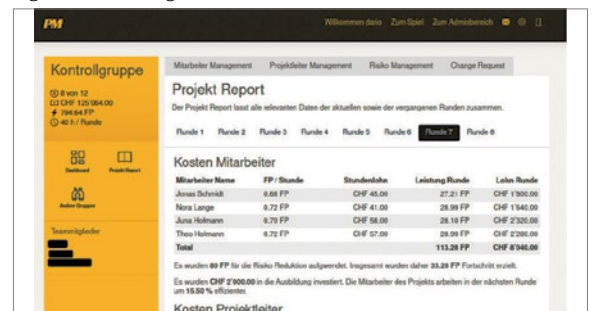 PM
Willkommen dario Zum Spiel Zum Adminbereich
Kontrollgruppe
8 von 12
CHF 125'064.00
794.64 FP
40 h / Runde
Dashboard Projekt Report
Andere Gruppen
Teammitglieder
Mitarbeiter Management Projektleiter Management Risiko Management Change Request
Projekt Report
Der Projekt Report fasst alle relevanten Daten der aktuellen sowie der vergangenen Runden zusammen.
Runde 1 Runde 2 Runde 3 Runde 4 Runde 5 Runde 6 Runde 7 Runde 8
Kosten Mitarbeiter
Mitarbeiter Name FP / Stunde Stundenlohn Leistung Runde Lohn Runde
Jonas Schmidt 0.68 FP CHF 45.00 27.21 FP CHF 1'800.00
Nora Lange 0.72 FP CHF 41.00 28.99 FP CHF 1'640.00
Juna Hofmann 0.70 FP CHF 58.00 28.10 FP CHF 2'320.00
Theo Hofmann 0.72 FP CHF 57.00 28.99 FP CHF 2'280.00
Total 113.28 FP CHF 8'040.00
Es wurden 80 FP für die Risiko Reduktion aufgewendet. Insgesamt wurden daher 33.28 FP Fortschritt erzielt.
Es wurden CHF 2'000.00 in die Ausbildung investiert. Die Mitarbeiter des Projekts arbeiten in der nächsten Runde
um 15.50 % effizienter.
Kosten Projektleiter